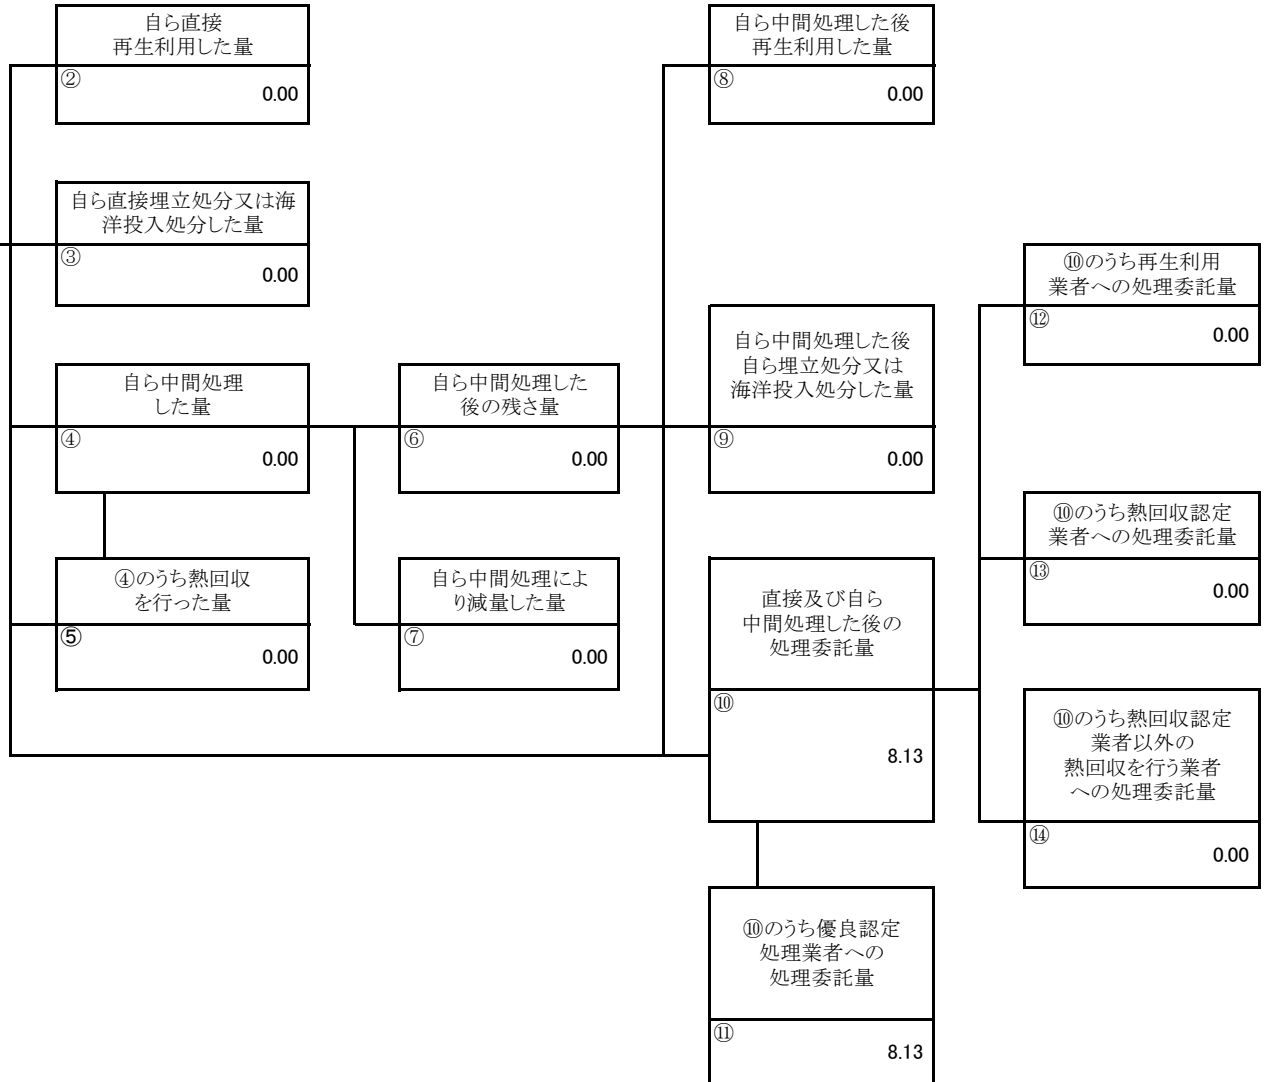 自ら直接
再生利用した量
②
0.00
自ら直接埋立処分又は海
洋投入処分した量
③
0.00
自ら中間処理
した量
④
0.00
④のうち熱回収
を行った量
⑤
0.00
自ら中間処理した
後の残さ量
⑥
0.00
自ら中間処理によ
り減量した量
⑦
0.00
自ら中間処理した後
再生利用した量
⑧
0.00
自ら中間処理した後
自ら埋立処分又は
海洋投入処分した量
⑨
0.00
直接及び自ら
中間処理した後の
処理委託量
⑩
8.13
⑩のうち優良認定
処理業者への
処理委託量
⑪
8.13
⑩のうち再生利用
業者への処理委託量
⑫
0.00
⑩のうち熱回収認定
業者への処理委託量
⑬
0.00
⑩のうち熱回収認定
業者以外の
熱回収を行う業者
への処理委託量
⑭
0.00